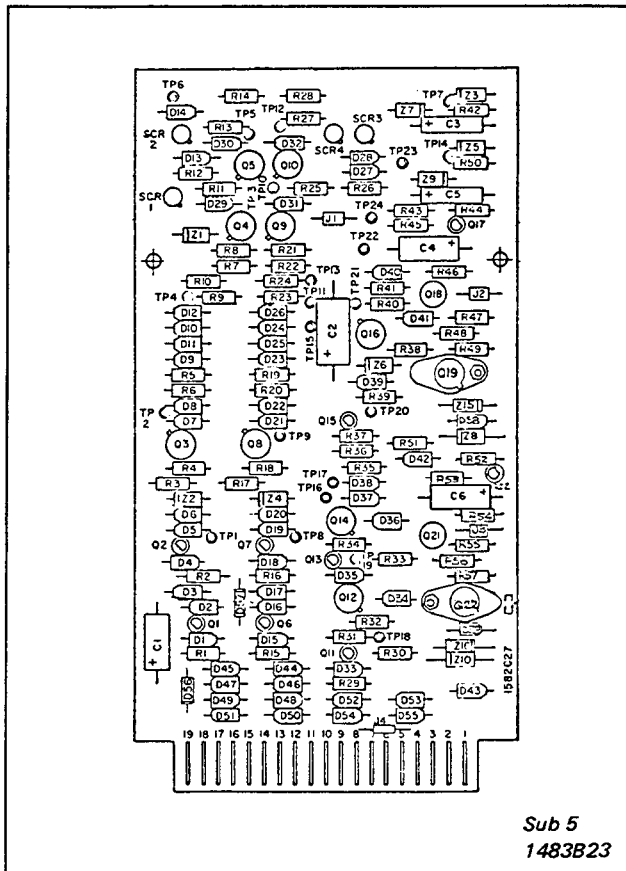 TP6
R14
R28
TP7
Z3
D14
TP12
Z7
R42
TP5
R27
C3
R13
SCR
2
SCR3
D30
D32
SCR4
TP14
Z5
D13
Q5
Q10
D28
TP23
R50
R12
D27
Z9
R11
TP10
R25
R26
C5
SCR
1
D29
TP3
D31
TP24
R43
R44
J1
R45
Q17
Z1
Q4
Q9
TP22
C4
R8
R21
R7
R22
D40
R46
R10
R24
TP13
TP21
R41
Q18
J2
TP4
R9
R23
TP11
R40
D12
D26
C2
D41
R47
D10
D24
TP15
Q16
R48
D11
D25
R38
R49
D9
D23
Z6
Q19
R5
R19
D39
R6
R20
R39
D8
D22
TP20
Z15
TP
2
D7
D21
Q15
D58
Q3
Q8
TP9
R37
Z8
R36
R51
R4
R18
R35
D42
R52
R3
R17
TP17
D38
R53
Z2
Z4
TP16
D37
C6
D6
D20
Q14
D36
R54
D5
TP1
D19
TP8
Q21
Q2
Q7
R34
R55
D4
D18
Q13
TP
19
R33
R56
R2
R16
D35
R57
D3
D17
Q12
D34
Q22
D2
D57
D16
C1
Q1
Q6
R32
D1
D15
R31
TP18
R1
R15
Q11
R30
Z10
1582C27
D45
D44
D33
D56
D47
D46
R29
D43
D49
D48
D52
D53
D51
D50
D54
D55
J4
19 18 17 16 15 14 13 12 11 10 9 8 7 6 5 4 3 2 1
Sub 5
1483B23